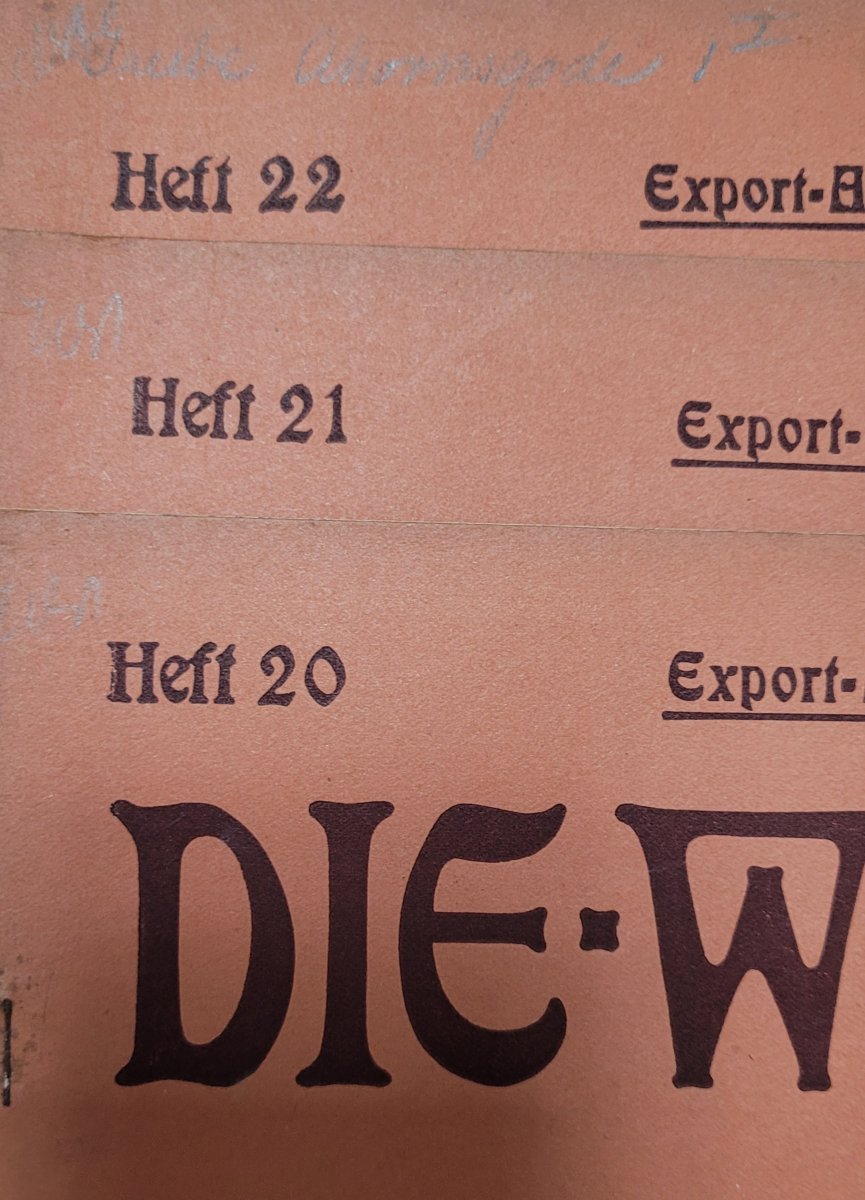 Heft 22 Export-A
Heft 21 Export-
Heft 20 Export-
DIE·W